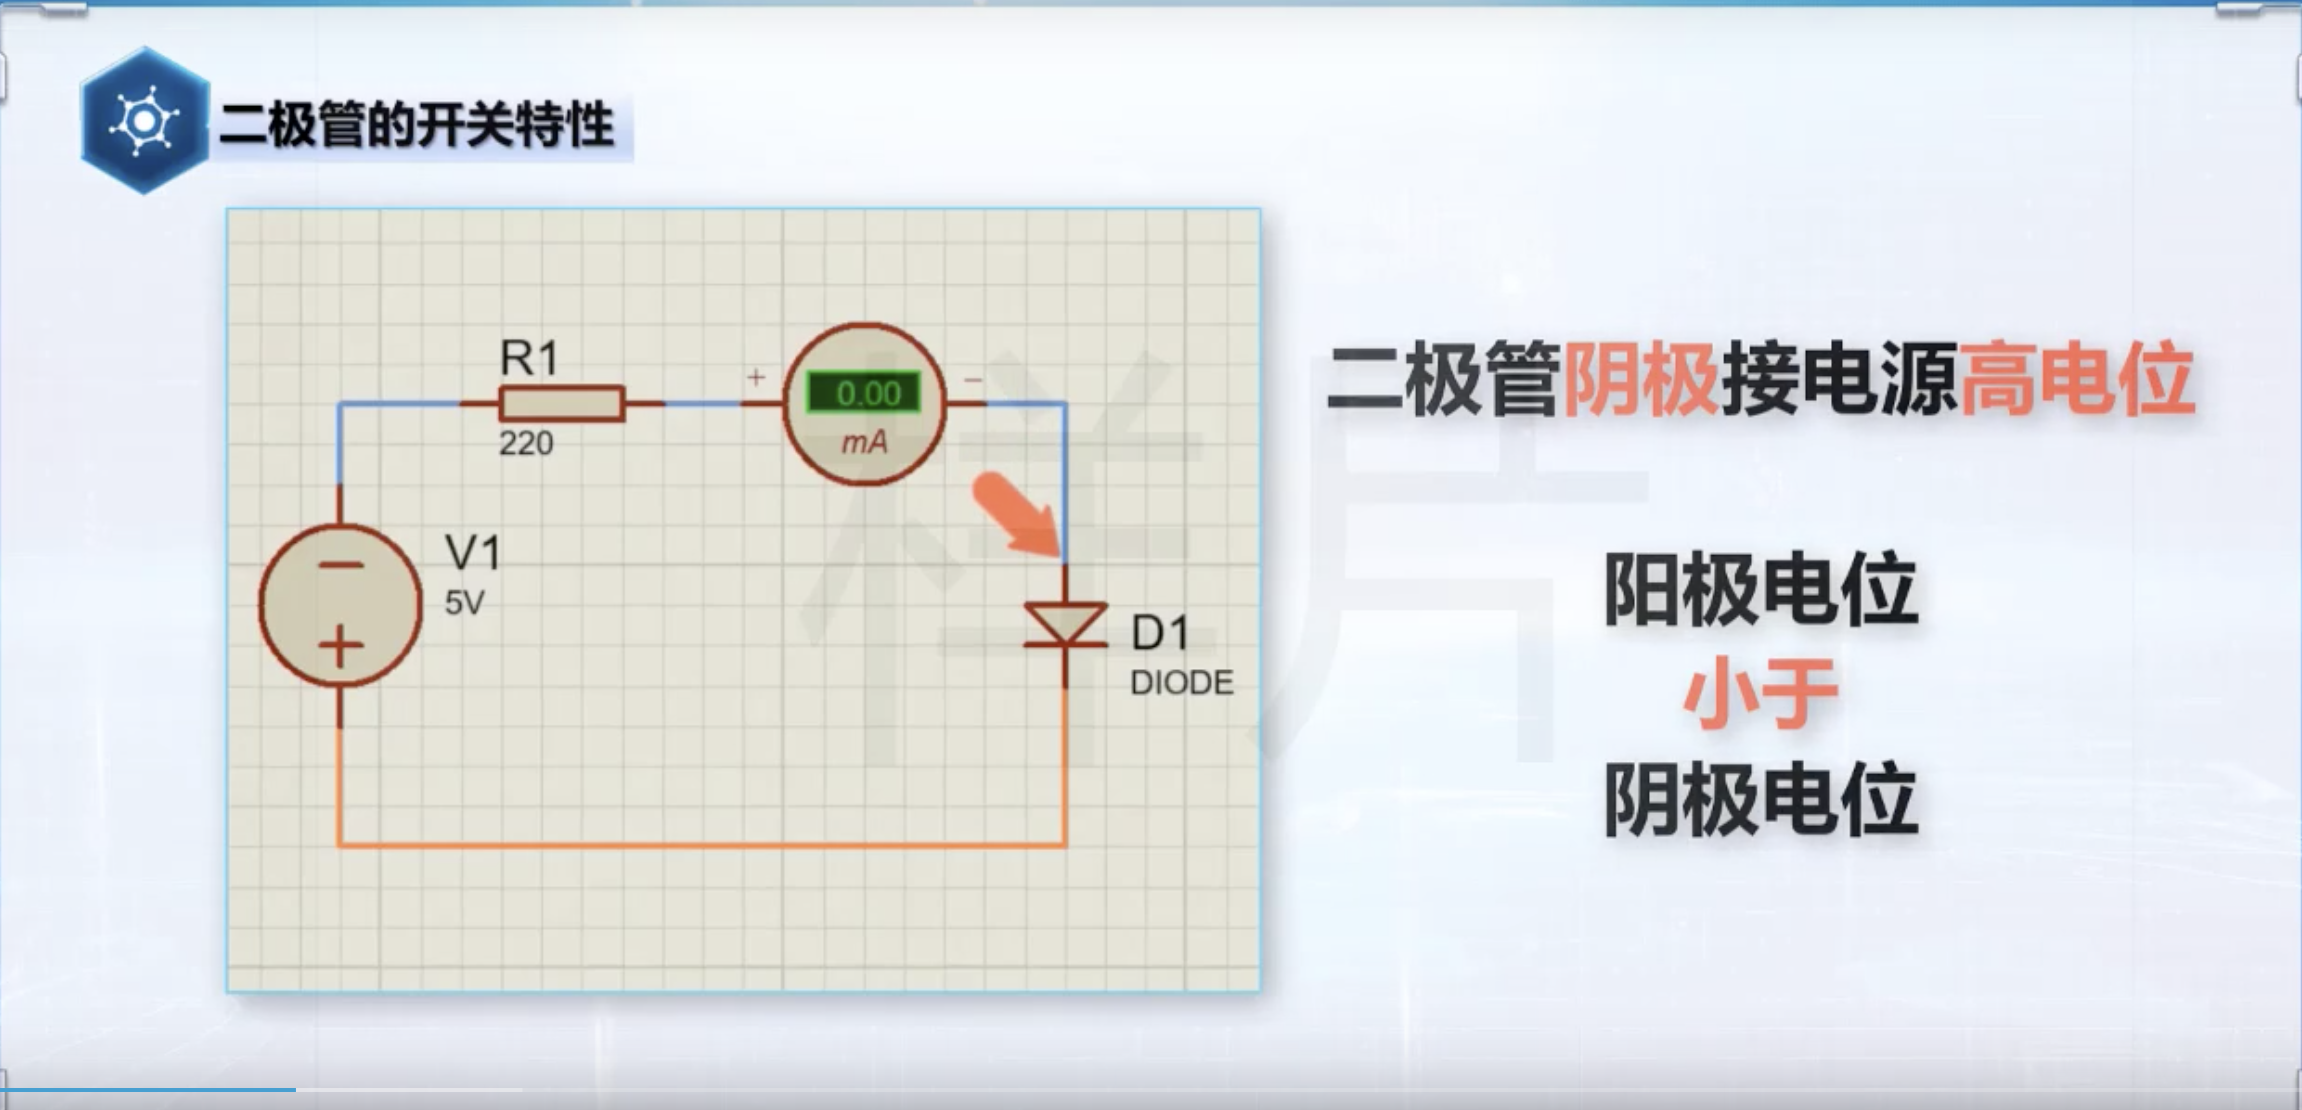 二极管的开关特性
R1
220
+
0.00
mA
−
V1
5V
−
+
D1
DIODE
二极管阴极接电源高电位
阳极电位
小于
阴极电位
样片